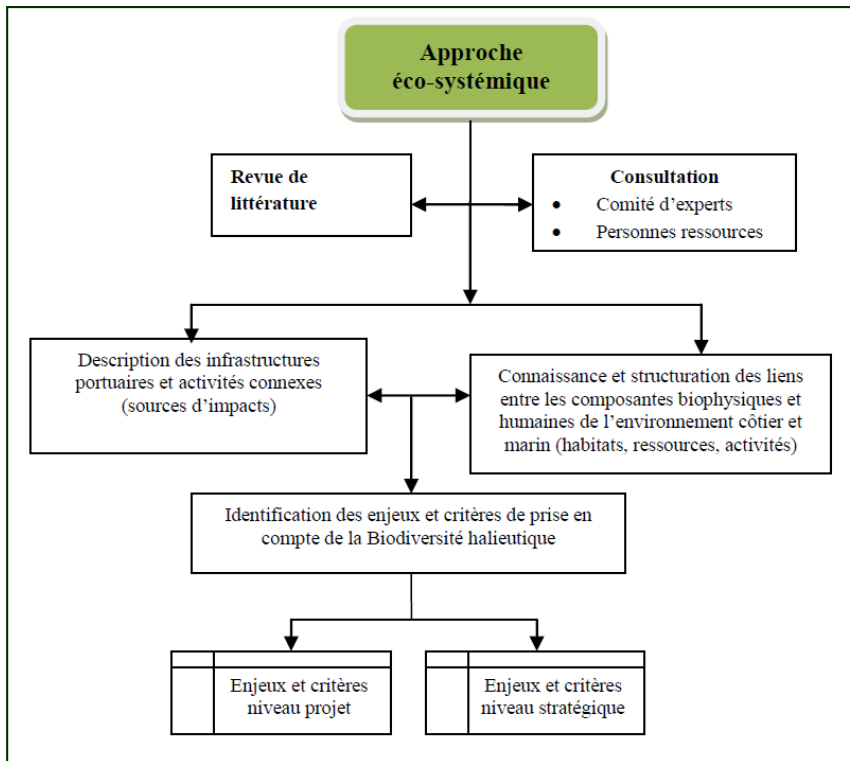 Approche
éco-systémique
Revue de
littérature
Consultation
• Comité d’experts
• Personnes ressources
Description des infrastructures
portuaires et activités connexes
(sources d’impacts)
Connaissance et structuration des liens
entre les composantes biophysiques et
humaines de l’environnement côtier et
marin (habitats, ressources, activités)
Identification des enjeux et critères de prise en
compte de la Biodiversité halieutique
Enjeux et critères
niveau projet
Enjeux et critères
niveau stratégique